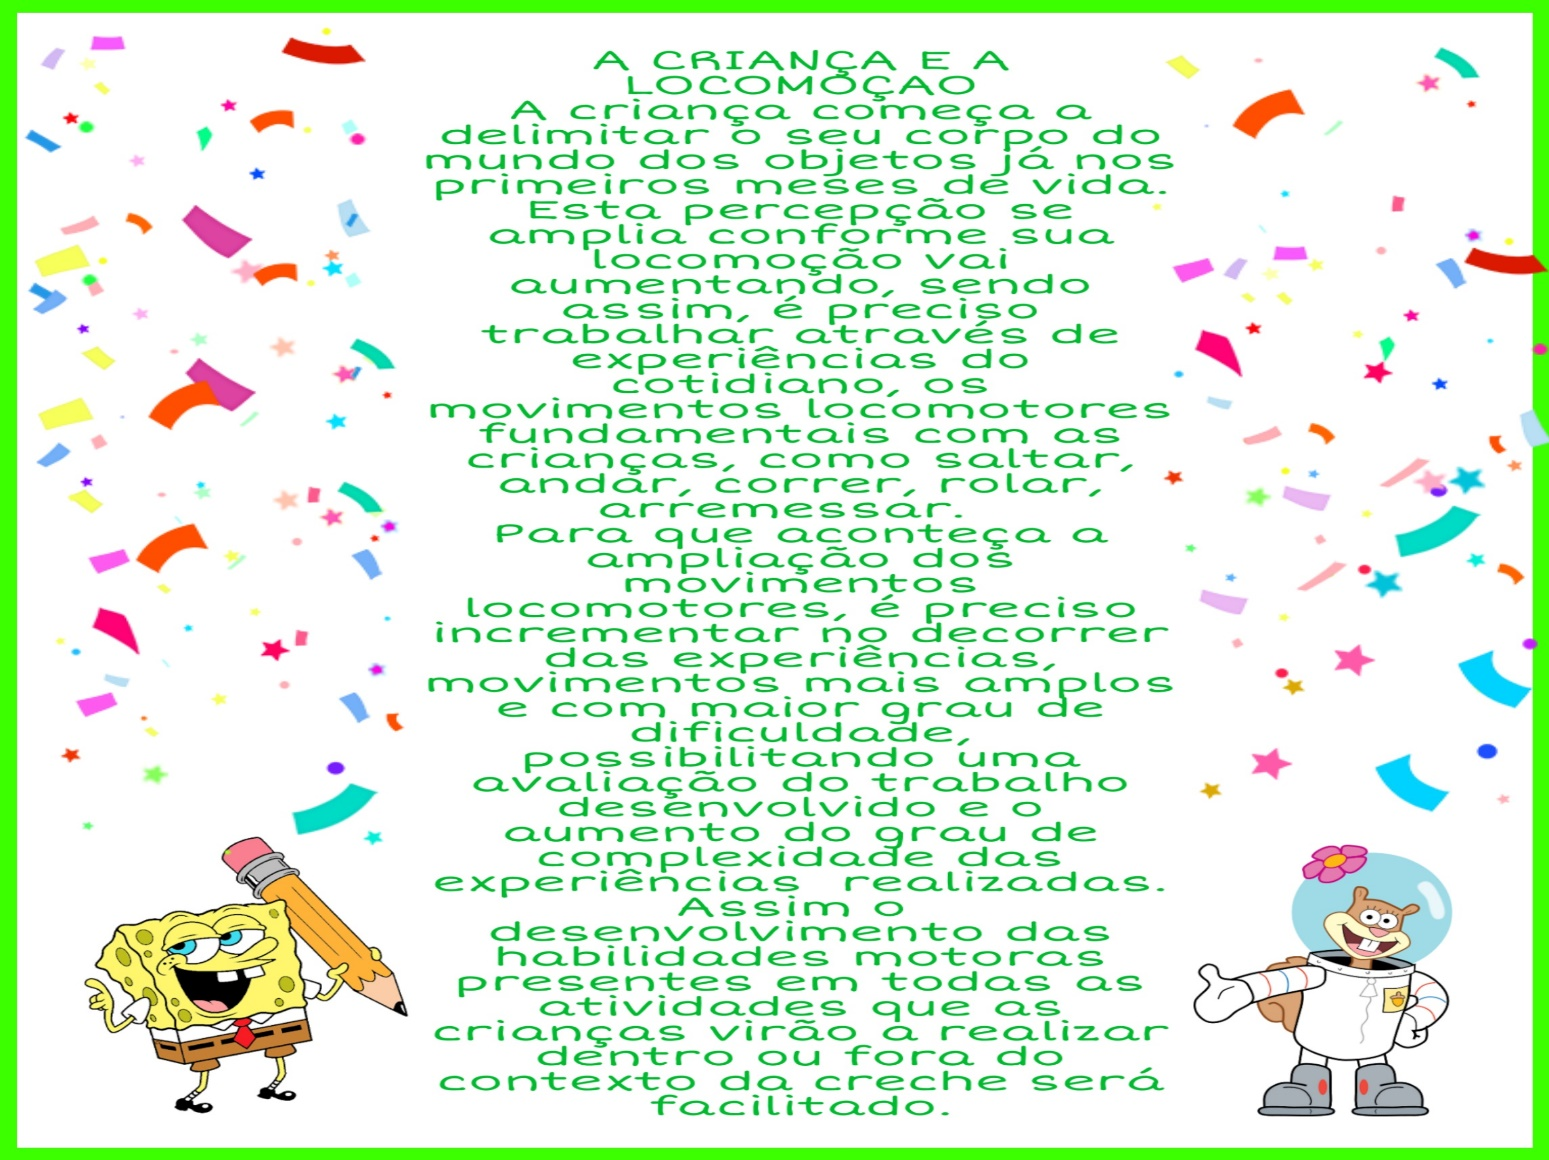 A CRIANÇA E A
LOCOMOÇAO
A criança começa a
delimitar o seu corpo do
mundo dos objetos já nos
primeiros meses de vida.
Esta percepção se
amplia conforme sua
locomoção vai
aumentando, sendo
assim, é preciso
trabalhar através de
experiências do
cotidiano, os
movimentos locomotores
fundamentais com as
crianças, como saltar,
andar, correr, rolar,
arremessar.
Para que aconteça a
ampliação dos
movimentos
locomotores, é preciso
incrementar no decorrer
das experiências,
movimentos mais amplos
e com maior grau de
dificuldade,
possibilitando uma
avaliação do trabalho
desenvolvido e o
aumento do grau de
complexidade das
experiências realizadas.
Assim o
desenvolvimento das
habilidades motoras
presentes em todas as
atividades que as
crianças virão a realizar
dentro ou fora do
contexto da creche será
facilitado.